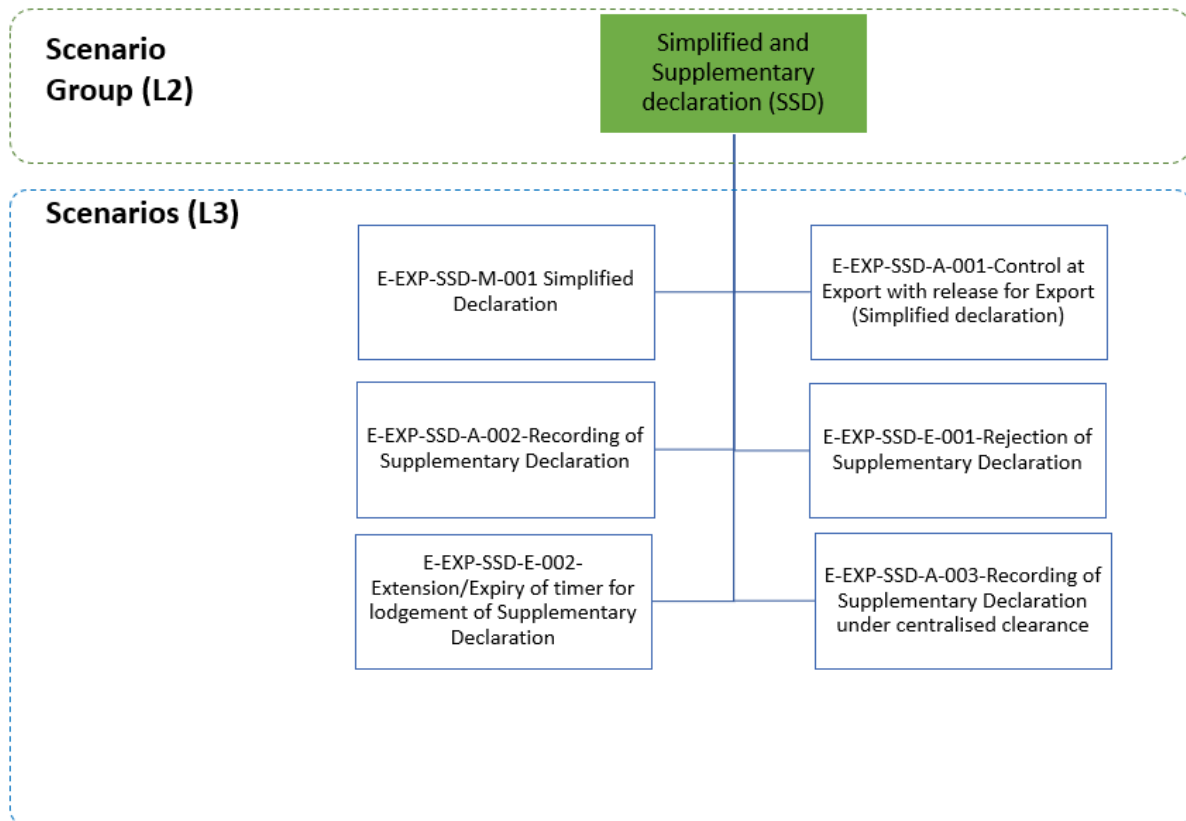 Scenario
Group (L2)
Simplified and
Supplementary
declaration (SSD)
Scenarios (L3)
E-EXP-SSD-M-001 Simplified
Declaration
E-EXP-SSD-A-001-Control at
Export with release for Export
(Simplified declaration)
E-EXP-SSD-A-002-Recording of
Supplementary Declaration
E-EXP-SSD-E-001-Rejection of
Supplementary Declaration
E-EXP-SSD-E-002-
Extension/Expiry of timer for
lodgement of Supplementary
Declaration
E-EXP-SSD-A-003-Recording of
Supplementary Declaration
under centralised clearance